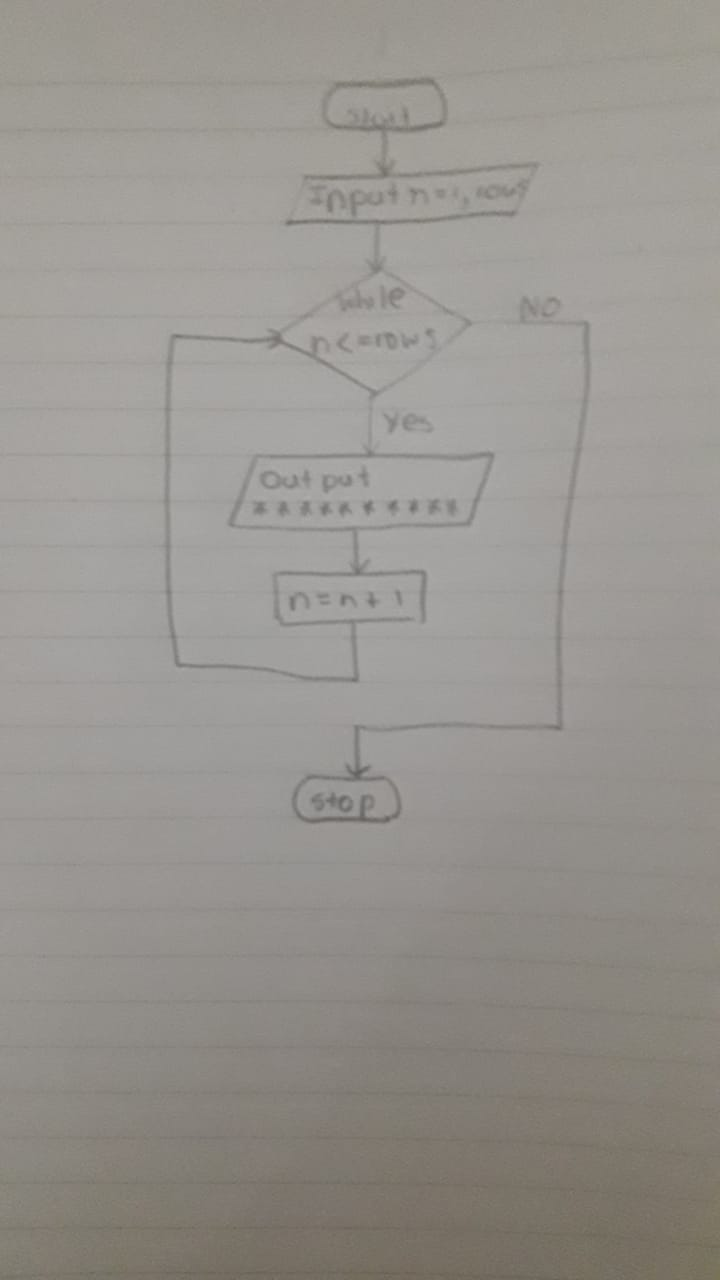 Start
Input n=1, rows
while
n<=rows
NO
Yes
Output
* * * * * * * * * * *
n=n+1
stop